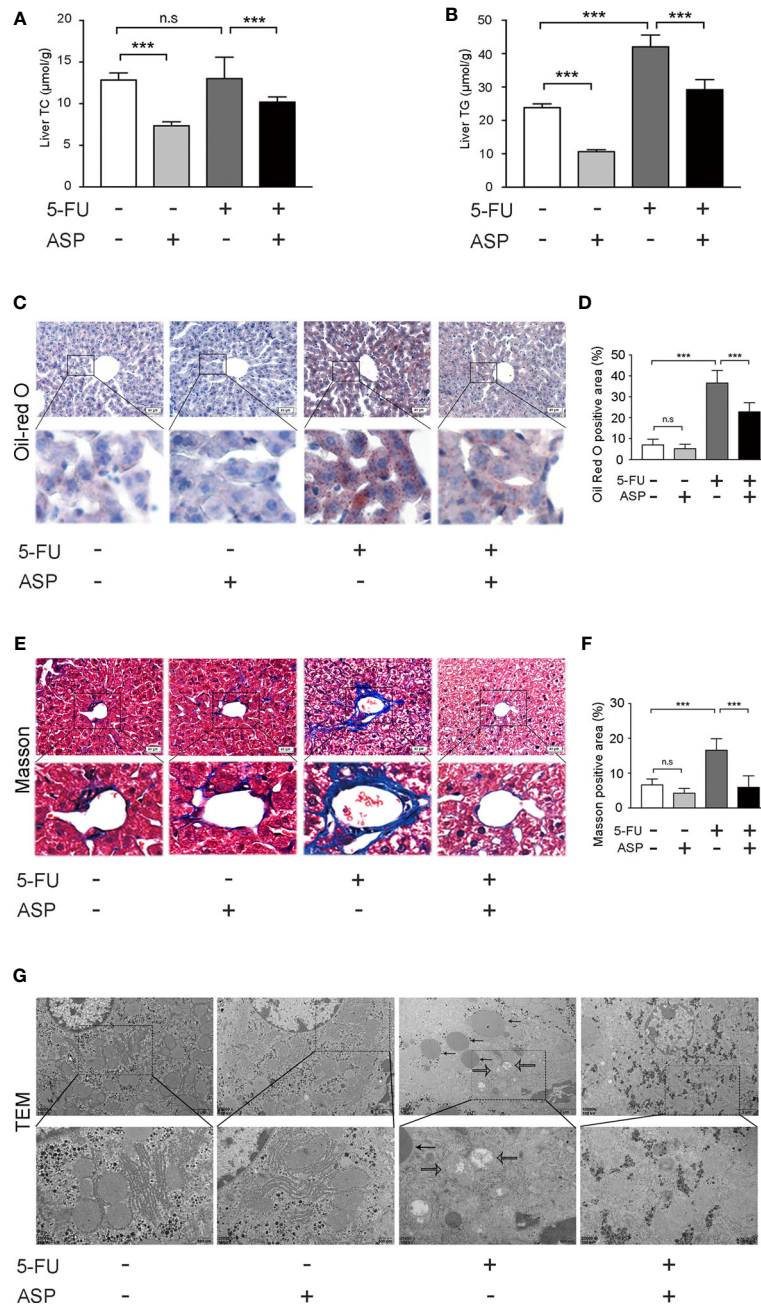 A
Liver TC (µmol/g)
20
15
10
5
0
n.s
***
***
5-FU - - + +
ASP - + - +
B
Liver TG (µmol/g)
50
40
30
20
10
0
***
***
***
5-FU - - + +
ASP - + - +
C
Oil-red O
5-FU - - + +
ASP - + - +
D
Oil Red O positive area (%)
50
40
30
20
10
0
***
***
n.s
5-FU - - + +
ASP - + - +
E
Masson
5-FU - - + +
ASP - + - +
F
Masson positive area (%)
30
20
10
0
***
***
n.s
5-FU - - + +
ASP - + - +
G
TEM
5-FU - - + +
ASP - + - +